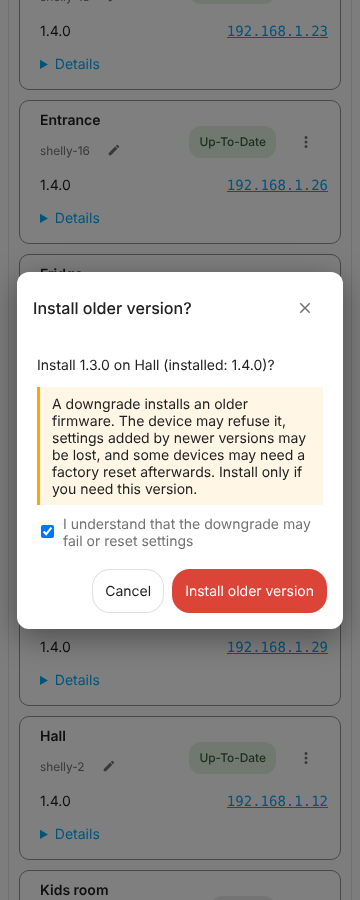 1.4.0
192.168.1.23
Details
Entrance
shelly-16
Up-To-Date
1.4.0
192.168.1.26
Details
Install older version?
Install 1.3.0 on Hall (installed: 1.4.0)?
A downgrade installs an older
firmware. The device may refuse it,
settings added by newer versions may
be lost, and some devices may need a
factory reset afterwards. Install only if
you need this version.
I understand that the downgrade may
fail or reset settings
Cancel
Install older version
1.4.0
192.168.1.29
Details
Hall
shelly-2
Up-To-Date
1.4.0
192.168.1.12
Details
Kids room